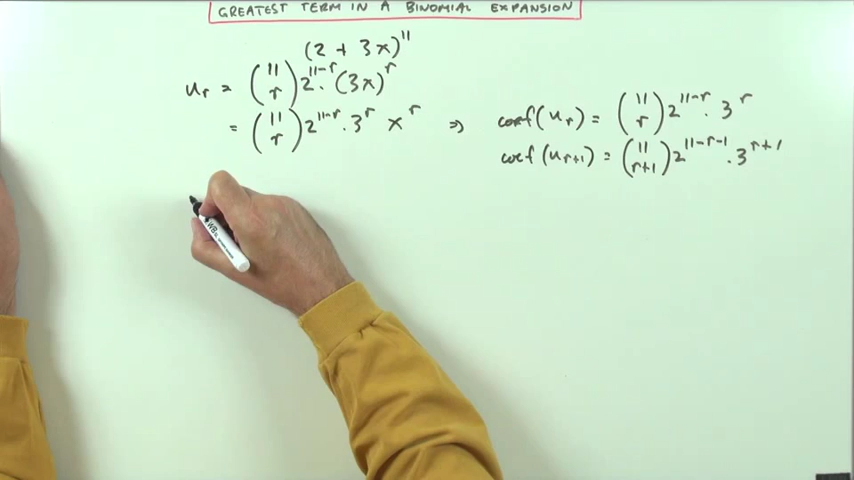 GREATEST TERM IN A BINOMIAL EXPANSION
(2 + 3x)^11
u_r = (11 r) 2^11-r . (3x)^r
= (11 r) 2^11-r . 3^r x^r ⇒ coef(u_r) = (11 r) 2^11-r . 3^r
coef(u_r+1) = (11 r+1) 2^11-r-1 . 3^r+1